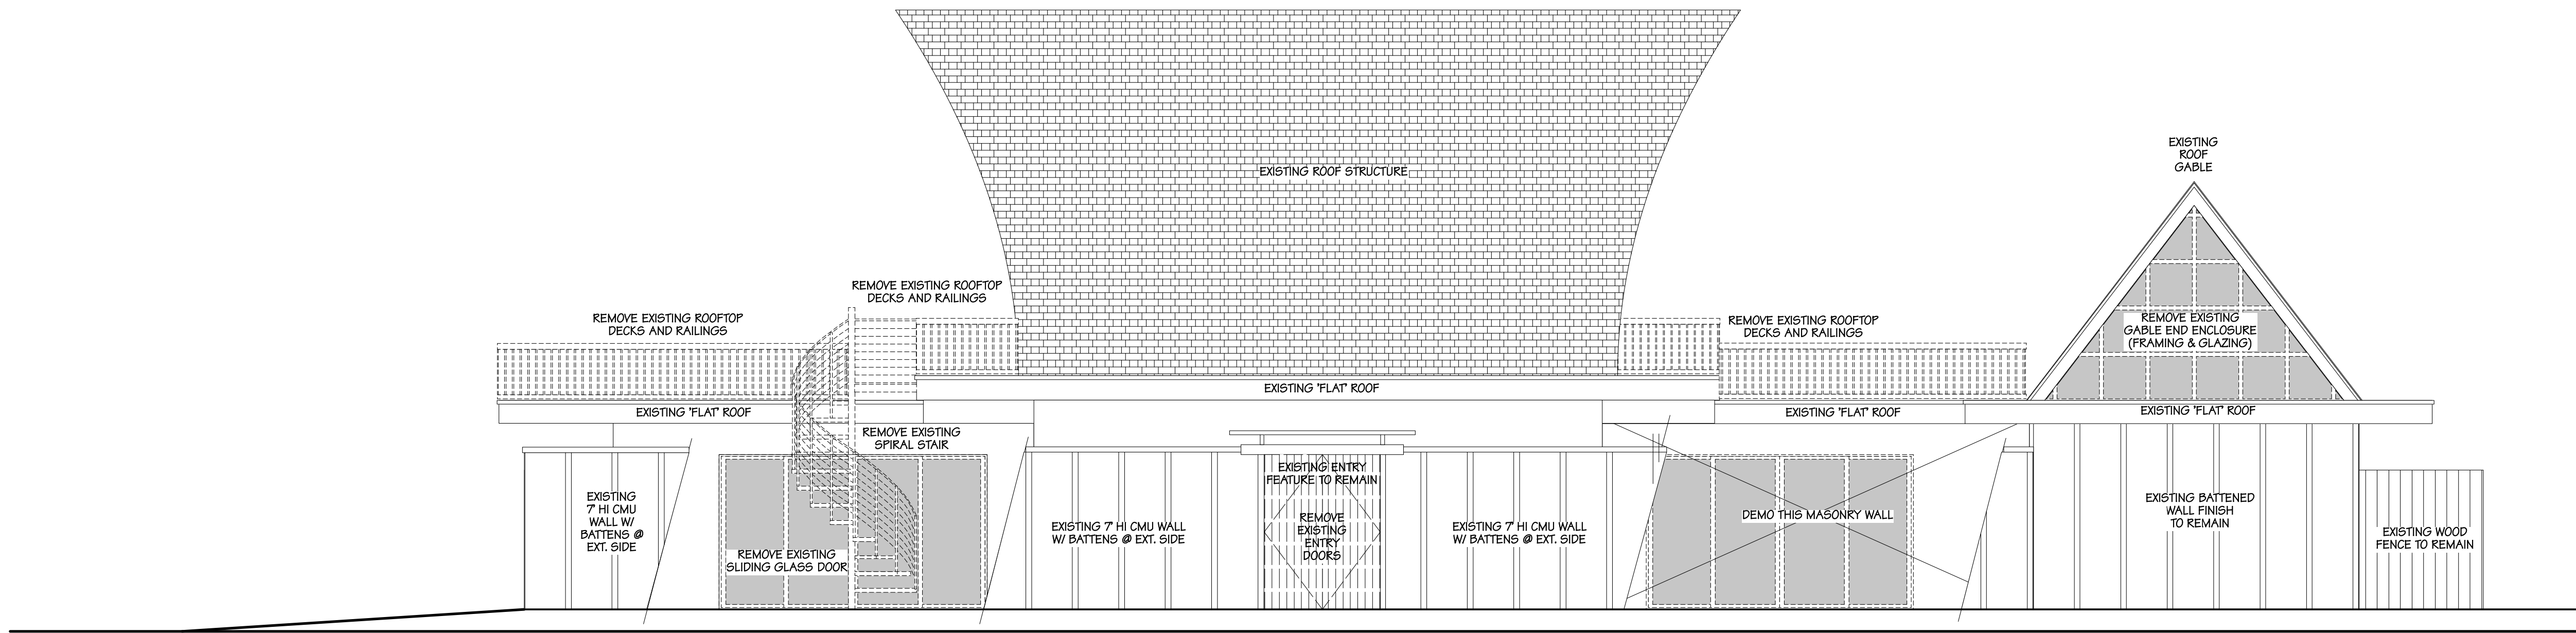 EXISTING
ROOF
GABLE
EXISTING ROOF STRUCTURE
REMOVE EXISTING ROOFTOP
DECKS AND RAILINGS
REMOVE EXISTING ROOFTOP
DECKS AND RAILINGS
REMOVE EXISTING ROOFTOP
DECKS AND RAILINGS
REMOVE EXISTING
GABLE END ENCLOSURE
(FRAMING & GLAZING)
EXISTING "FLAT" ROOF
EXISTING "FLAT" ROOF
EXISTING "FLAT" ROOF
EXISTING "FLAT" ROOF
REMOVE EXISTING
SPIRAL STAIR
EXISTING ENTRY
FEATURE TO REMAIN
EXISTING
7' HI CMU
WALL W/
BATTENS @
EXT. SIDE
REMOVE EXISTING
SLIDING GLASS DOOR
EXISTING 7' HI CMU WALL
W/ BATTENS @ EXT. SIDE
REMOVE
EXISTING
ENTRY
DOORS
EXISTING 7' HI CMU WALL
W/ BATTENS @ EXT. SIDE
DEMO THIS MASONRY WALL
EXISTING BATTENED
WALL FINISH
TO REMAIN
EXISTING WOOD
FENCE TO REMAIN